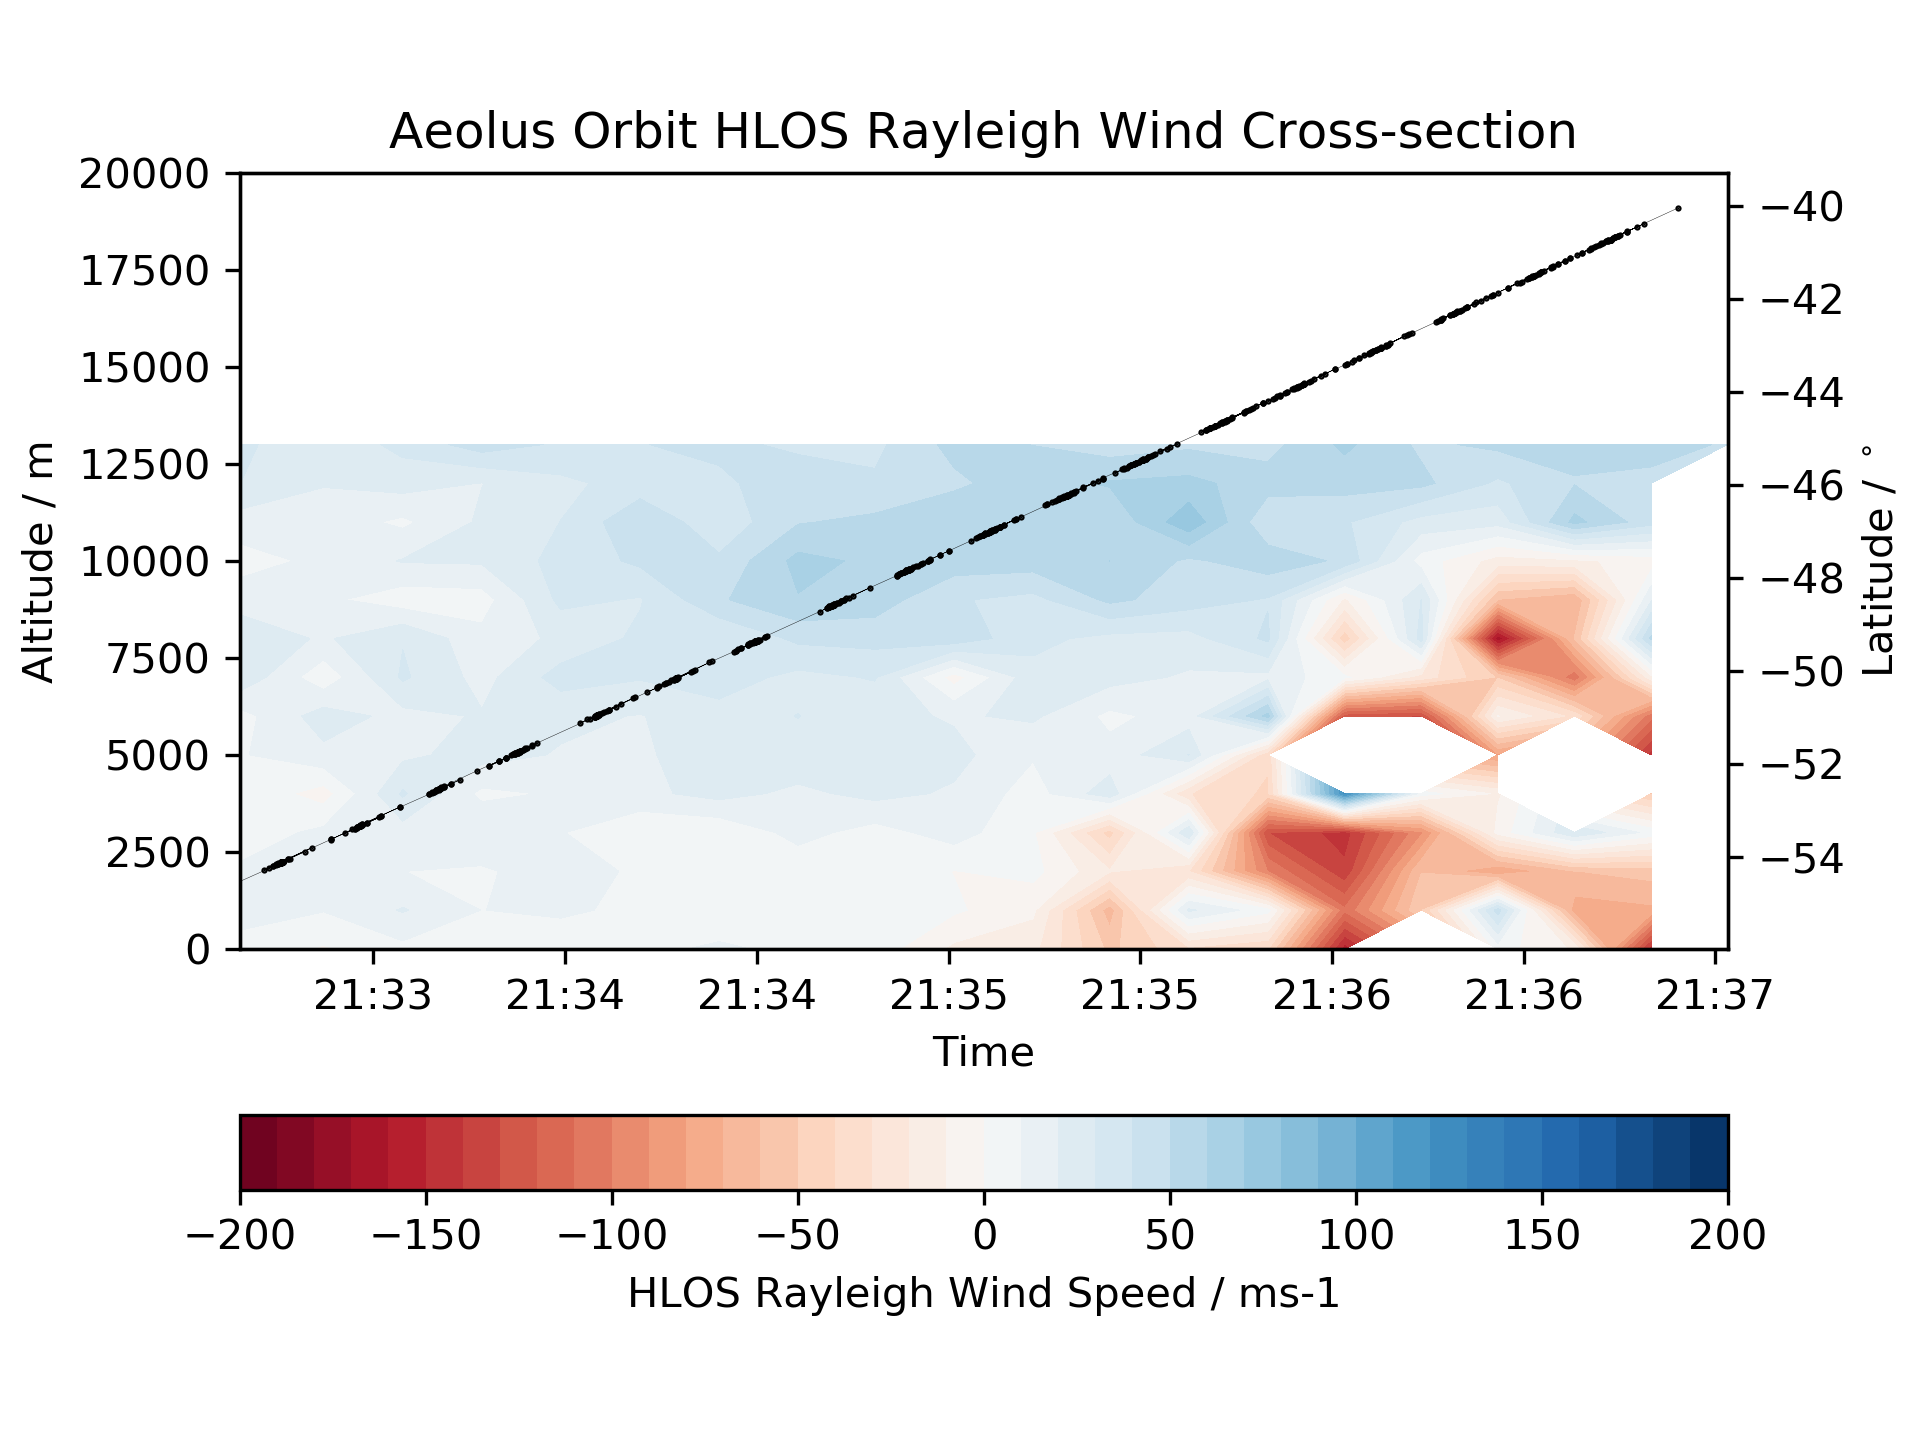 Aeolus Orbit HLOS Rayleigh Wind Cross-section
20000
17500
15000
12500
10000
7500
5000
2500
0
Altitude / m
−40
−42
−44
−46
−48
−50
−52
−54
Latitude / °
21:33 21:34 21:34 21:35 21:35 21:36 21:36 21:37
Time
−200 −150 −100 −50 0 50 100 150 200
HLOS Rayleigh Wind Speed / ms-1